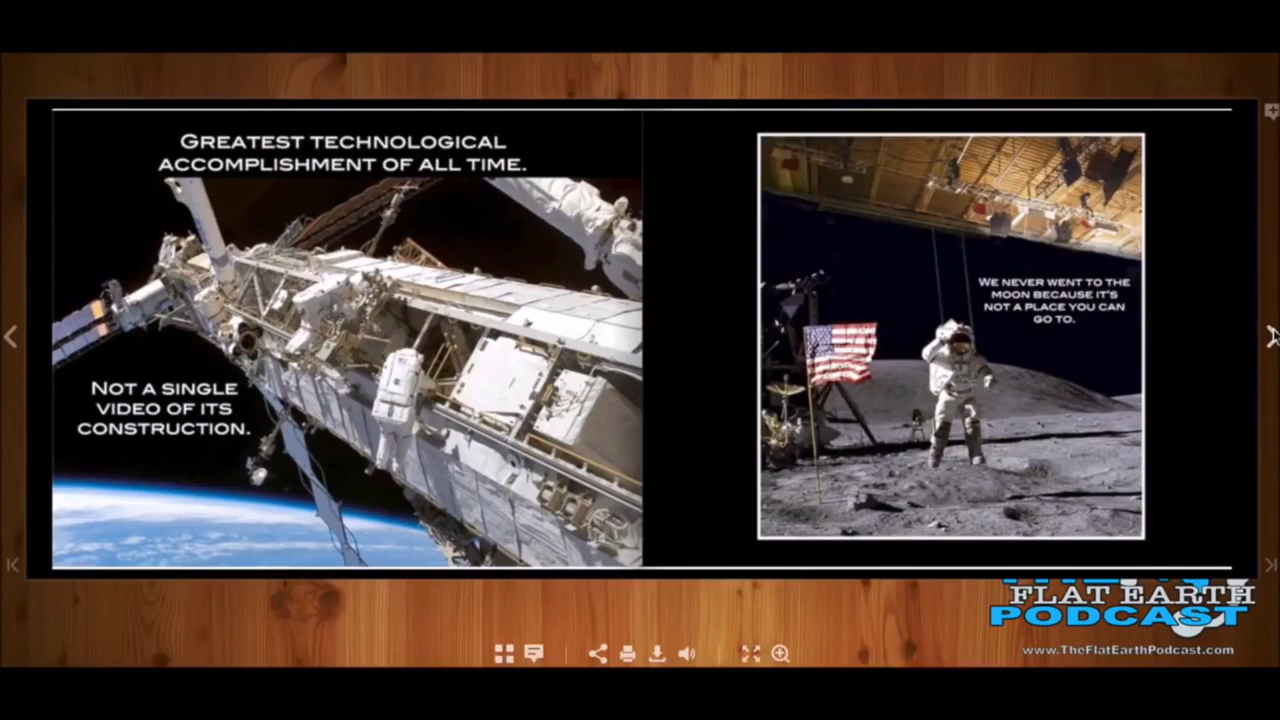 GREATEST TECHNOLOGICAL
ACCOMPLISHMENT OF ALL TIME.
NOT A SINGLE
VIDEO OF ITS
CONSTRUCTION.
WE NEVER WENT TO THE
MOON BECAUSE IT'S
NOT A PLACE YOU CAN
GO TO.
FLAT EARTH
PODCAST
www.TheFlatEarthPodcast.com